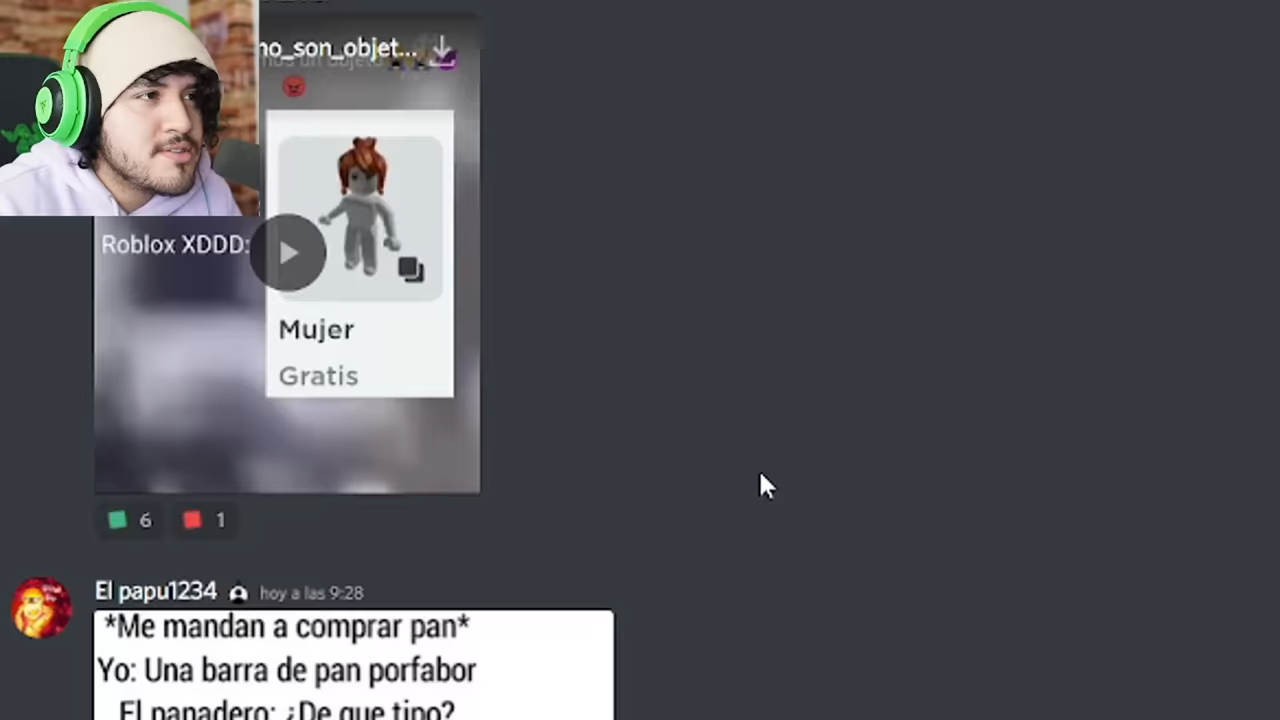 no_son_objet...
Roblox XDDD:
Mujer
Gratis
6
1
El papu1234
hoy a las 9:28
*Me mandan a comprar pan*
Yo: Una barra de pan porfabor
El panadero: ¿De que tipo?